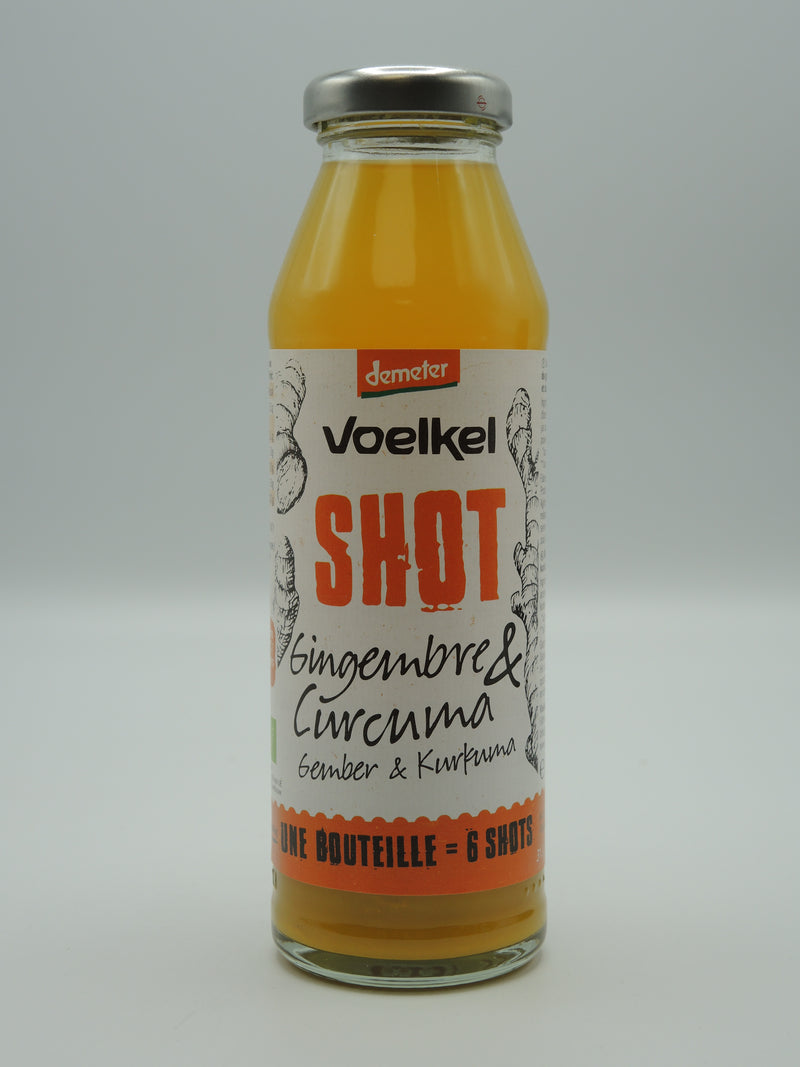 demeter
Voelkel
SHOT
Gingembre &
Curcuma
Gember & Kurkuma
UNE BOUTEILLE = 6 SHOTS